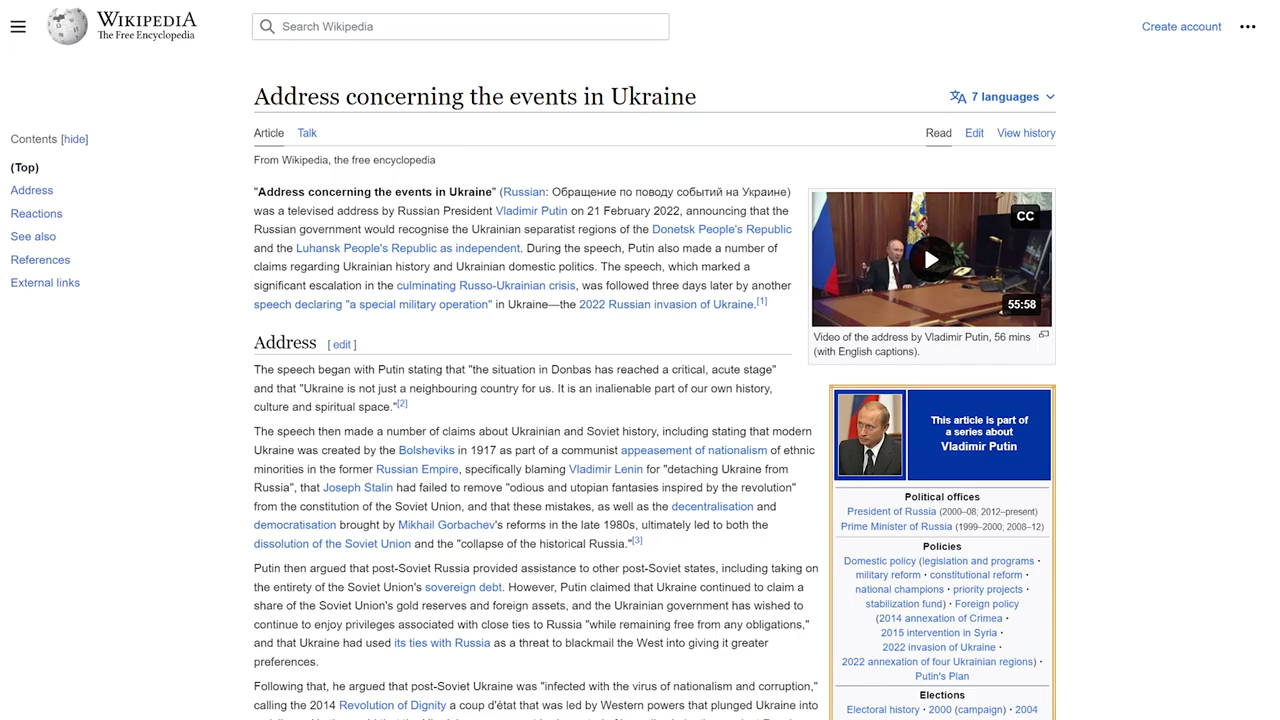 WIKIPEDIA
The Free Encyclopedia
Search Wikipedia
Create account
Address concerning the events in Ukraine
7 languages
Contents [hide]
(Top)
Address
Reactions
See also
References
External links
Article Talk
Read Edit View history
From Wikipedia, the free encyclopedia
"Address concerning the events in Ukraine" (Russian: Обращение по поводу событий на Украине)
was a televised address by Russian President Vladimir Putin on 21 February 2022, announcing that the
Russian government would recognise the Ukrainian separatist regions of the Donetsk People's Republic
and the Luhansk People's Republic as independent. During the speech, Putin also made a number of
claims regarding Ukrainian history and Ukrainian domestic politics. The speech, which marked a
significant escalation in the culminating Russo-Ukrainian crisis, was followed three days later by another
speech declaring "a special military operation" in Ukraine—the 2022 Russian invasion of Ukraine.[1]
CC
55:58
Video of the address by Vladimir Putin, 56 mins
(with English captions).
Address [ edit ]
The speech began with Putin stating that "the situation in Donbas has reached a critical, acute stage"
and that "Ukraine is not just a neighbouring country for us. It is an inalienable part of our own history,
culture and spiritual space."[2]
The speech then made a number of claims about Ukrainian and Soviet history, including stating that modern
Ukraine was created by the Bolsheviks in 1917 as part of a communist appeasement of nationalism of ethnic
minorities in the former Russian Empire, specifically blaming Vladimir Lenin for "detaching Ukraine from
Russia", that Joseph Stalin had failed to remove "odious and utopian fantasies inspired by the revolution"
from the constitution of the Soviet Union, and that these mistakes, as well as the decentralisation and
democratisation brought by Mikhail Gorbachev's reforms in the late 1980s, ultimately led to both the
dissolution of the Soviet Union and the "collapse of the historical Russia."[3]
Putin then argued that post-Soviet Russia provided assistance to other post-Soviet states, including taking on
the entirety of the Soviet Union's sovereign debt. However, Putin claimed that Ukraine continued to claim a
share of the Soviet Union's gold reserves and foreign assets, and the Ukrainian government has wished to
continue to enjoy privileges associated with close ties to Russia "while remaining free from any obligations,"
and that Ukraine had used its ties with Russia as a threat to blackmail the West into giving it greater
preferences.
Following that, he argued that post-Soviet Ukraine was "infected with the virus of nationalism and corruption,"
calling the 2014 Revolution of Dignity a coup d'état that was led by Western powers that plunged Ukraine into
This article is part of
a series about
Vladimir Putin
Political offices
President of Russia (2000–08; 2012–present)
Prime Minister of Russia (1999–2000; 2008–12)
Policies
Domestic policy (legislation and programs ·
military reform · constitutional reform ·
national champions · priority projects ·
stabilization fund) · Foreign policy
(2014 annexation of Crimea ·
2015 intervention in Syria ·
2022 invasion of Ukraine ·
2022 annexation of four Ukrainian regions) ·
Putin's Plan
Elections
Electoral history · 2000 (campaign) · 2004